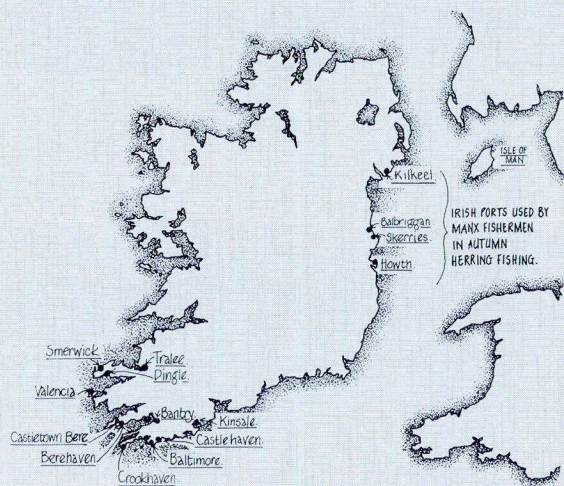 ISLE OF
MAN
Kilkeel
Balbriggan
Skerries
Howth
IRISH PORTS USED BY
MANX FISHERMEN
IN AUTUMN
HERRING FISHING.
Smerwick
Tralee
Dingle
Valencia
Bantry
Kinsale
Castletown Bere
Castlehaven
Berehaven
Baltimore
Crookhaven